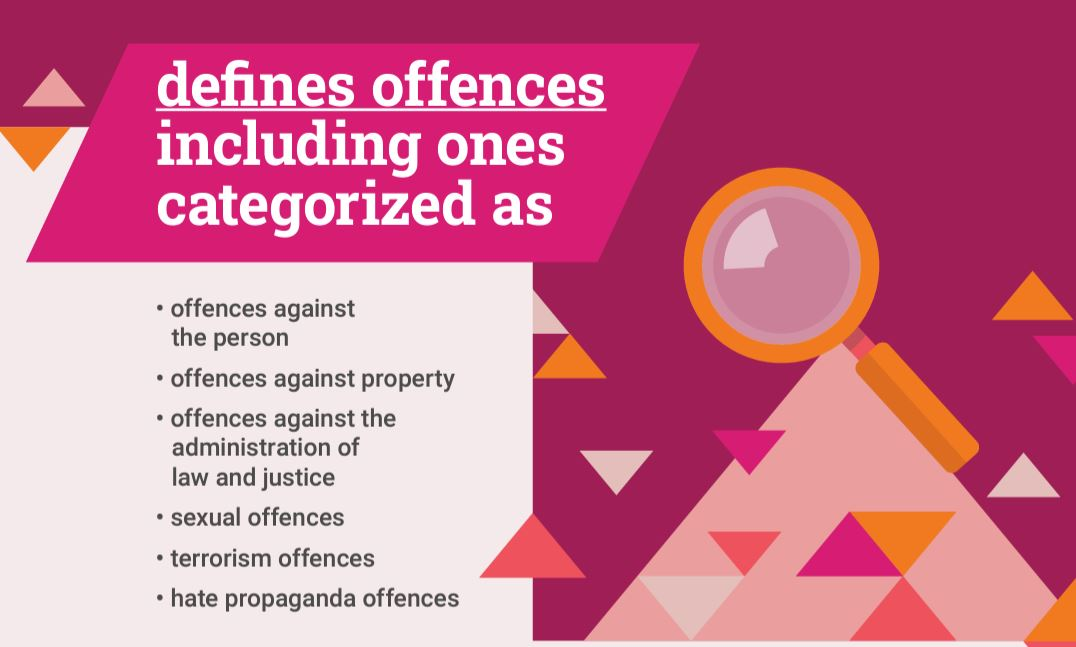 defines offences
including ones
categorized as
• offences against
the person
• offences against property
• offences against the
administration of
law and justice
• sexual offences
• terrorism offences
• hate propaganda offences